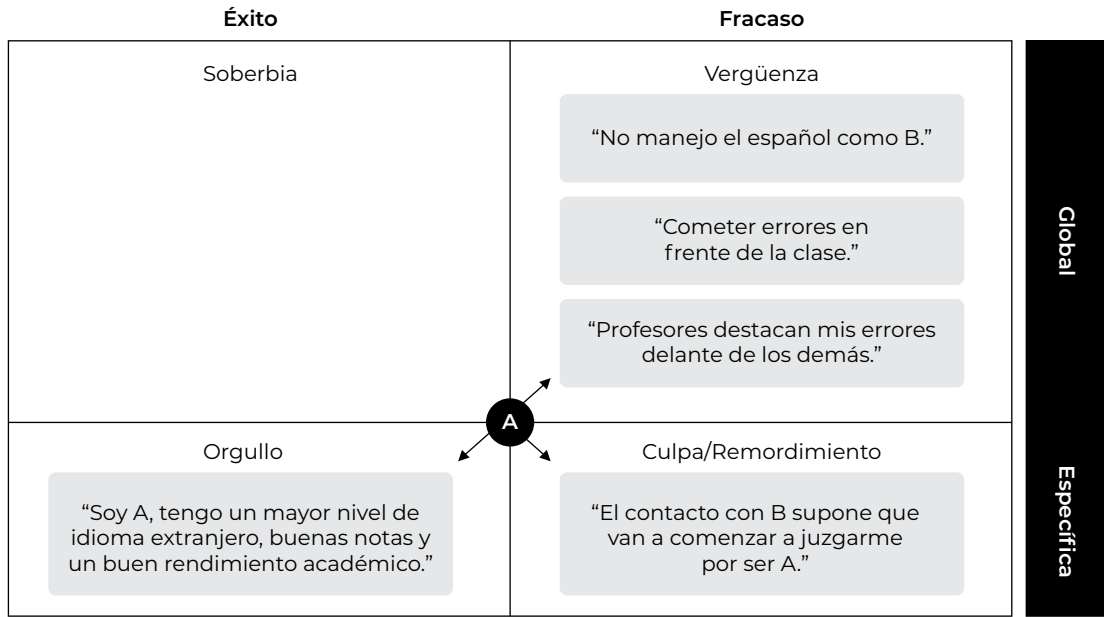 Éxito
Fracaso
Soberbia
Vergüenza
“No manejo el español como B.”
“Cometer errores en
frente de la clase.”
“Profesores destacan mis errores
delante de los demás.”
Global
A
Orgullo
“Soy A, tengo un mayor nivel de
idioma extranjero, buenas notas y
un buen rendimiento académico.”
Culpa/Remordimiento
“El contacto con B supone que
van a comenzar a juzgarme
por ser A.”
Específica